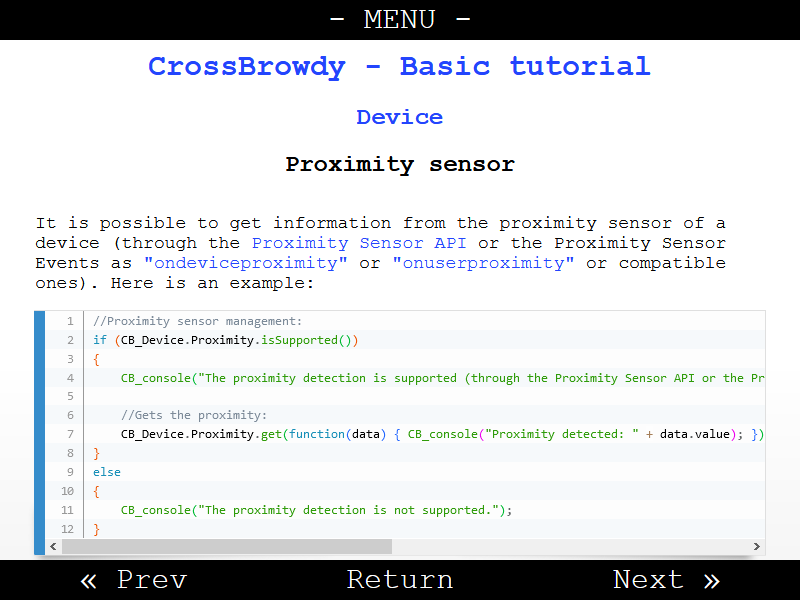 - MENU -
CrossBrowdy - Basic tutorial
Device
Proximity sensor
It is possible to get information from the proximity sensor of a
device (through the Proximity Sensor API or the Proximity Sensor
Events as "ondeviceproximity" or "onuserproximity" or compatible
ones). Here is an example:
1 //Proximity sensor management:
2 if (CB_Device.Proximity.isSupported())
3 {
4 CB_console("The proximity detection is supported (through the Proximity Sensor API or the Pr
5
6 //Gets the proximity:
7 CB_Device.Proximity.get(function(data) { CB_console("Proximity detected: " + data.value); })
8 }
9 else
10 {
11 CB_console("The proximity detection is not supported.");
12 }
« Prev Return Next »